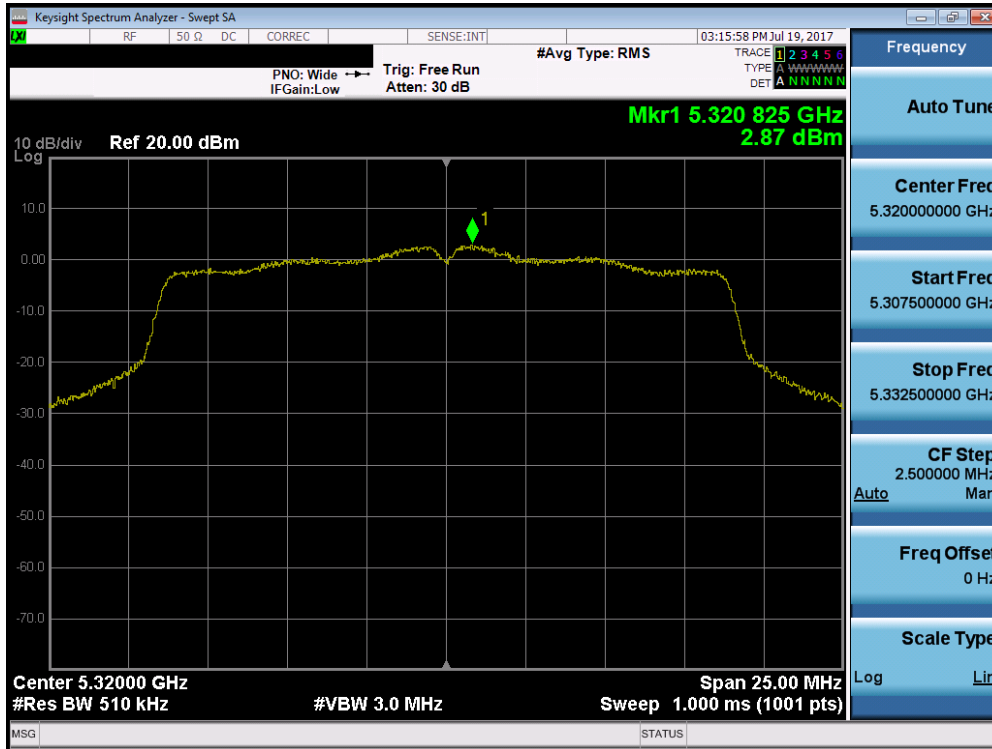 Keysight Spectrum Analyzer - Swept SA
LXI RF 50 Ω DC CORREC SENSE:INT 03:15:58 PM Jul 19, 2017
#Avg Type: RMS TRACE 1 2 3 4 5 6
PNO: Wide Trig: Free Run TYPE A WWWWW
IFGain:Low Atten: 30 dB DET A N N N N N
Mkr1 5.320 825 GHz
2.87 dBm
10 dB/div Ref 20.00 dBm
Log
1
10.0
0.00
-10.0
-20.0
-30.0
-40.0
-50.0
-60.0
-70.0
Center 5.32000 GHz Span 25.00 MHz
#Res BW 510 kHz #VBW 3.0 MHz Sweep 1.000 ms (1001 pts)
MSG STATUS
Frequency
Auto Tune
Center Freq
5.320000000 GHz
Start Freq
5.307500000 GHz
Stop Freq
5.332500000 GHz
CF Step
2.500000 MHz
Auto Man
Freq Offset
0 Hz
Scale Type
Log Lin